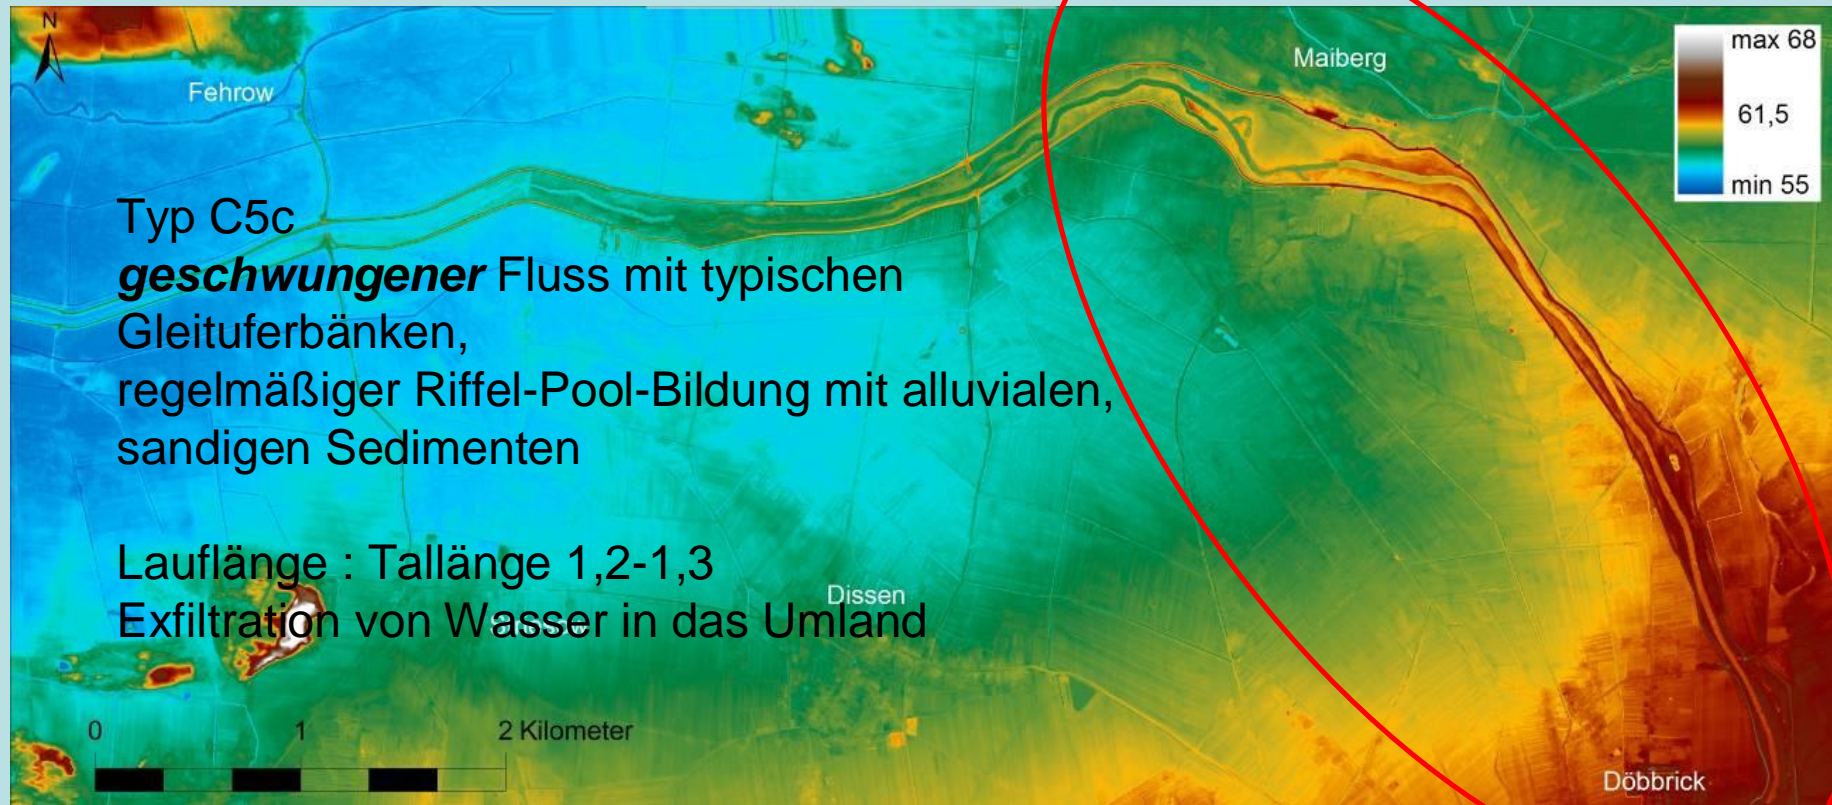 N
Fehrow
Maiberg
max 68
61,5
min 55
Typ C5c
geschwungener Fluss mit typischen
Gleituferbänken,
regelmäßiger Riffel-Pool-Bildung mit alluvialen,
sandigen Sedimenten
Lauflänge : Tallänge 1,2-1,3
Dissen
Exfiltration von Wasser in das Umland
0 1 2 Kilometer
Döbbrick